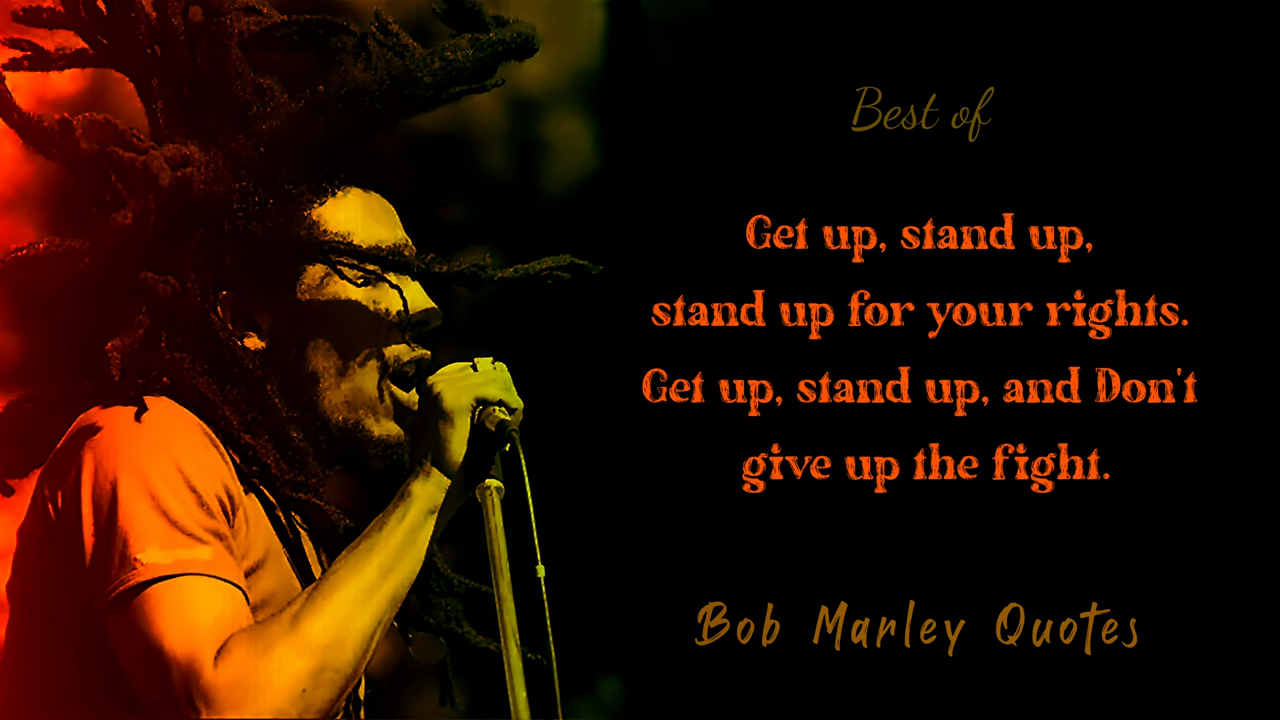 Best of
Get up, stand up,
stand up for your rights.
Get up, stand up, and Don't
give up the fight.
Bob Marley Quotes